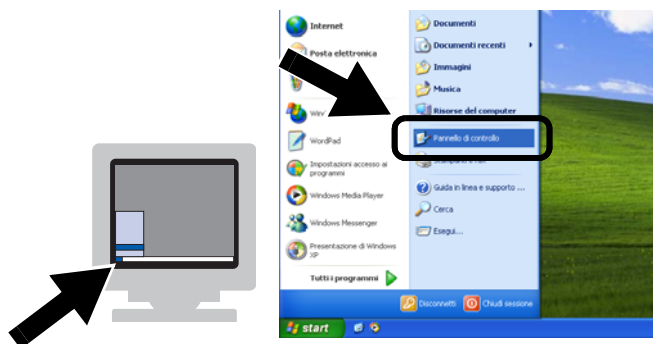 Internet
Posta elettronica
WordPad
Impostazioni accesso ai
programmi
Windows Media Player
Windows Messenger
Presentazione di Windows
XP
Tutti i programmi
Documenti
Documenti recenti
Immagini
Musica
Risorse del computer
Pannello di controllo
Guida in linea e supporto ...
Cerca
Esegui...
Disconnetti
Chiudi sessione
start